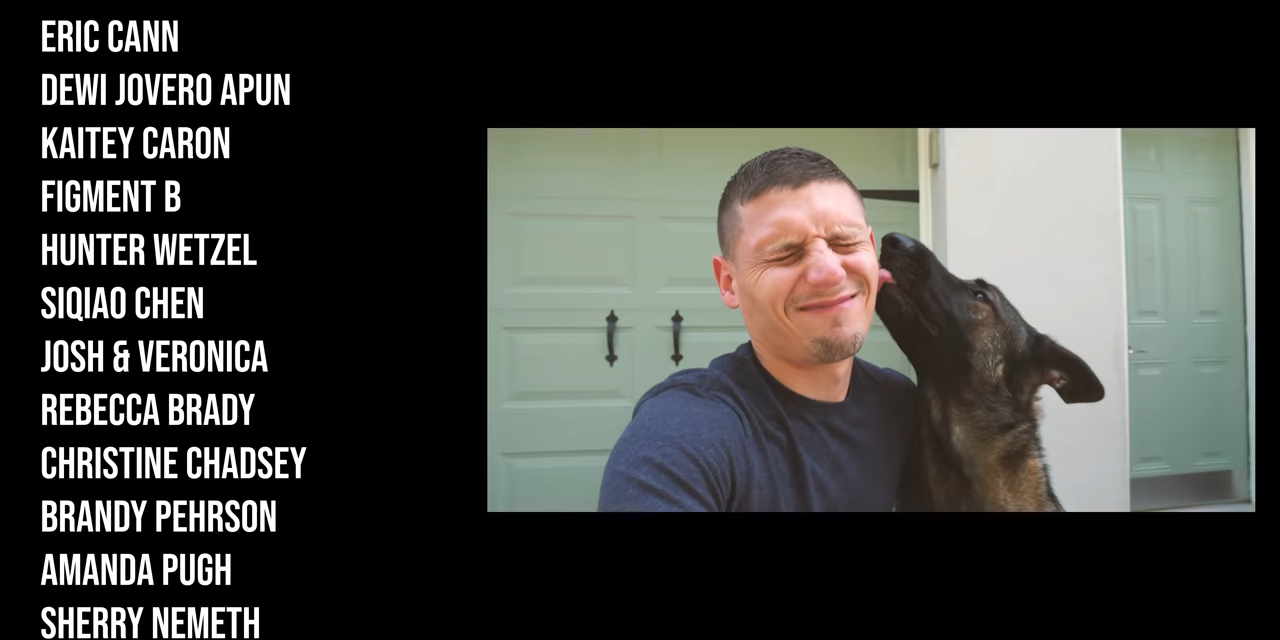 ERIC CANN
DEWI JOVERO APUN
KAITEY CARON
FIGMENT B
HUNTER WETZEL
SIQIAO CHEN
JOSH & VERONICA
REBECCA BRADY
CHRISTINE CHADSEY
BRANDY PEHRSON
AMANDA PUGH
SHERRY NEMETH